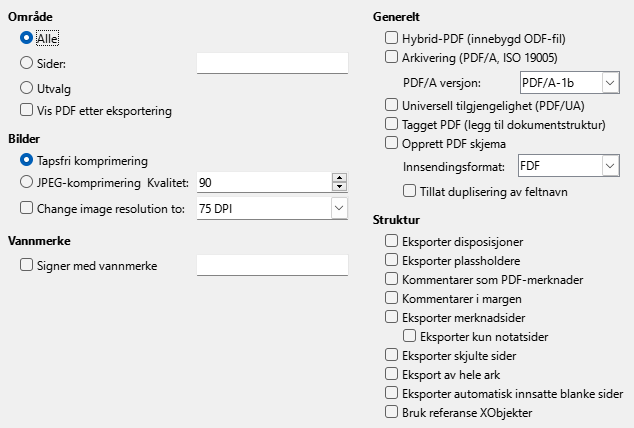 Område
Alle
Sider:
Utvalg
Vis PDF etter eksportering
Bilder
Tapsfri komprimering
JPEG-komprimering Kvalitet: 90
Change image resolution to: 75 DPI
Vannmerke
Signer med vannmerke
Generelt
Hybrid-PDF (innebygd ODF-fil)
Arkivering (PDF/A, ISO 19005)
PDF/A versjon: PDF/A-1b
Universell tilgjengelighet (PDF/UA)
Tagget PDF (legg til dokumentstruktur)
Opprett PDF skjema
Innsendingsformat: FDF
Tillat duplisering av feltnavn
Struktur
Eksporter disposisjoner
Eksporter plassholdere
Kommentarer som PDF-merknader
Kommentarer i margen
Eksporter merknadsider
Eksporter kun notatsider
Eksporter skjulte sider
Eksport av hele ark
Eksporter automatisk innsatte blanke sider
Bruk referanse XObjekter